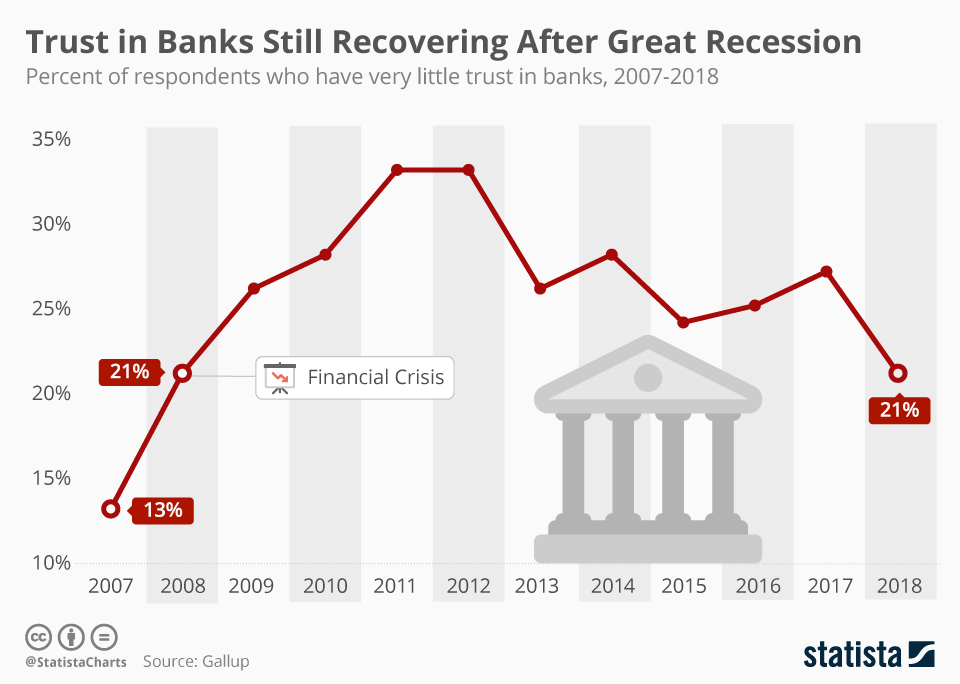 Trust in Banks Still Recovering After Great Recession
Percent of respondents who have very little trust in banks, 2007-2018
35%
30%
25%
20%
15%
10%
21%
Financial Crisis
21%
13%
2007 2008 2009 2010 2011 2012 2013 2014 2015 2016 2017 2018
cc
@StatistaCharts Source: Gallup
statista